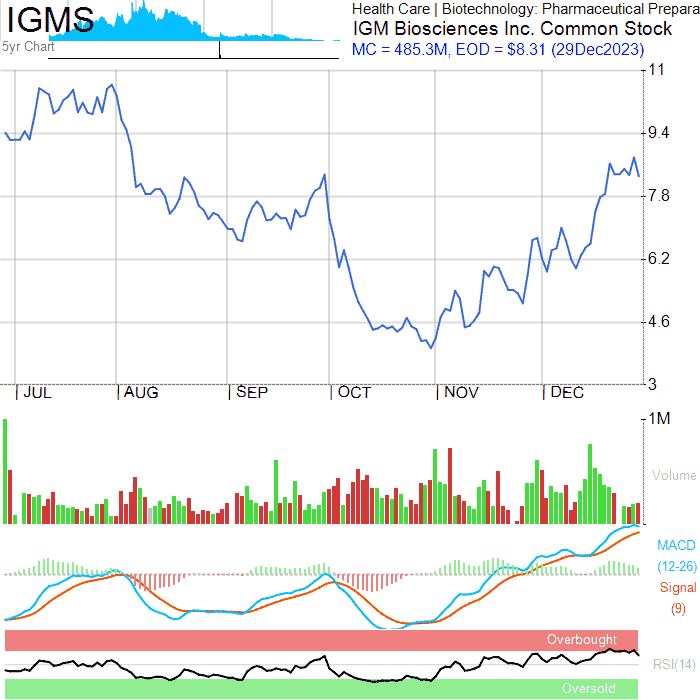 IGMS
5yr Chart
Health Care | Biotechnology: Pharmaceutical Prepara
IGM Biosciences Inc. Common Stock
MC = 485.3M, EOD = $8.31 (29Dec2023)
11
9.4
7.8
6.2
4.6
3
JUL AUG SEP OCT NOV DEC
1M
Volume
MACD
(12-26)
Signal
(9)
Overbought
RSI(14)
Oversold